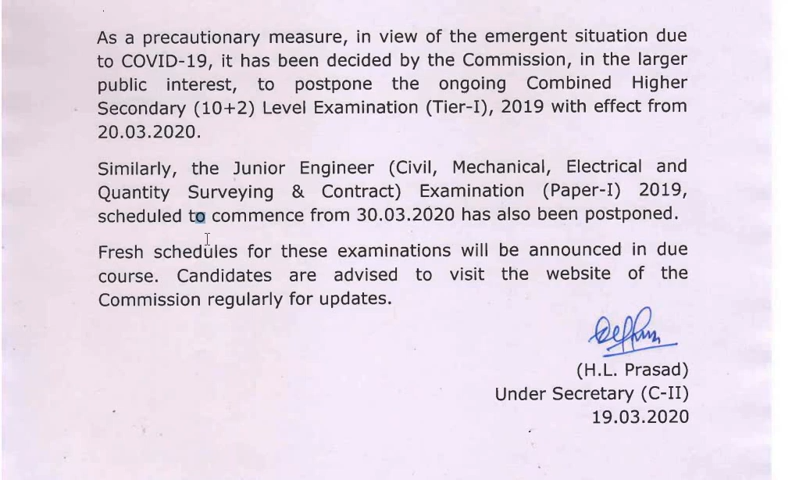 As a precautionary measure, in view of the emergent situation due
to COVID-19, it has been decided by the Commission, in the larger
public interest, to postpone the ongoing Combined Higher
Secondary (10+2) Level Examination (Tier-I), 2019 with effect from
20.03.2020.
Similarly, the Junior Engineer (Civil, Mechanical, Electrical and
Quantity Surveying & Contract) Examination (Paper-I) 2019,
scheduled to commence from 30.03.2020 has also been postponed.
Fresh schedules for these examinations will be announced in due
course. Candidates are advised to visit the website of the
Commission regularly for updates.
(H.L. Prasad)
Under Secretary (C-II)
19.03.2020